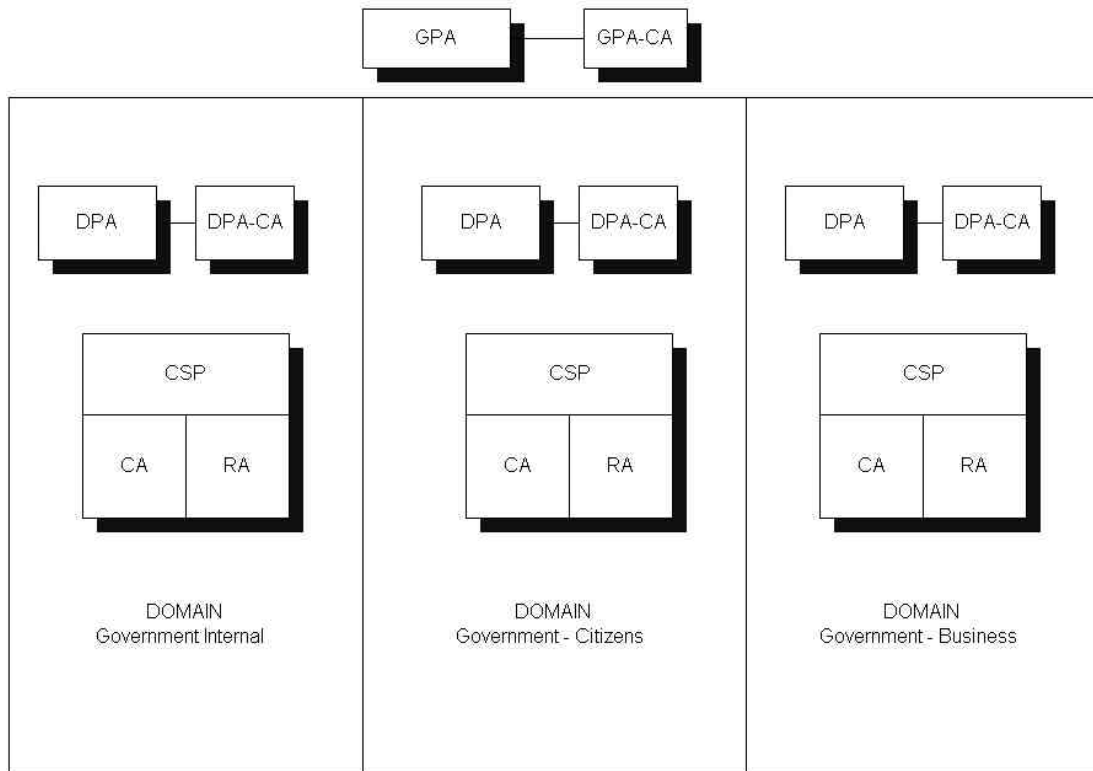 GPA
GPA-CA
DPA
DPA-CA
DPA
DPA-CA
DPA
DPA-CA
CSP
CSP
CSP
CA
RA
CA
RA
CA
RA
DOMAIN
Government Internal
DOMAIN
Government - Citizens
DOMAIN
Government - Business